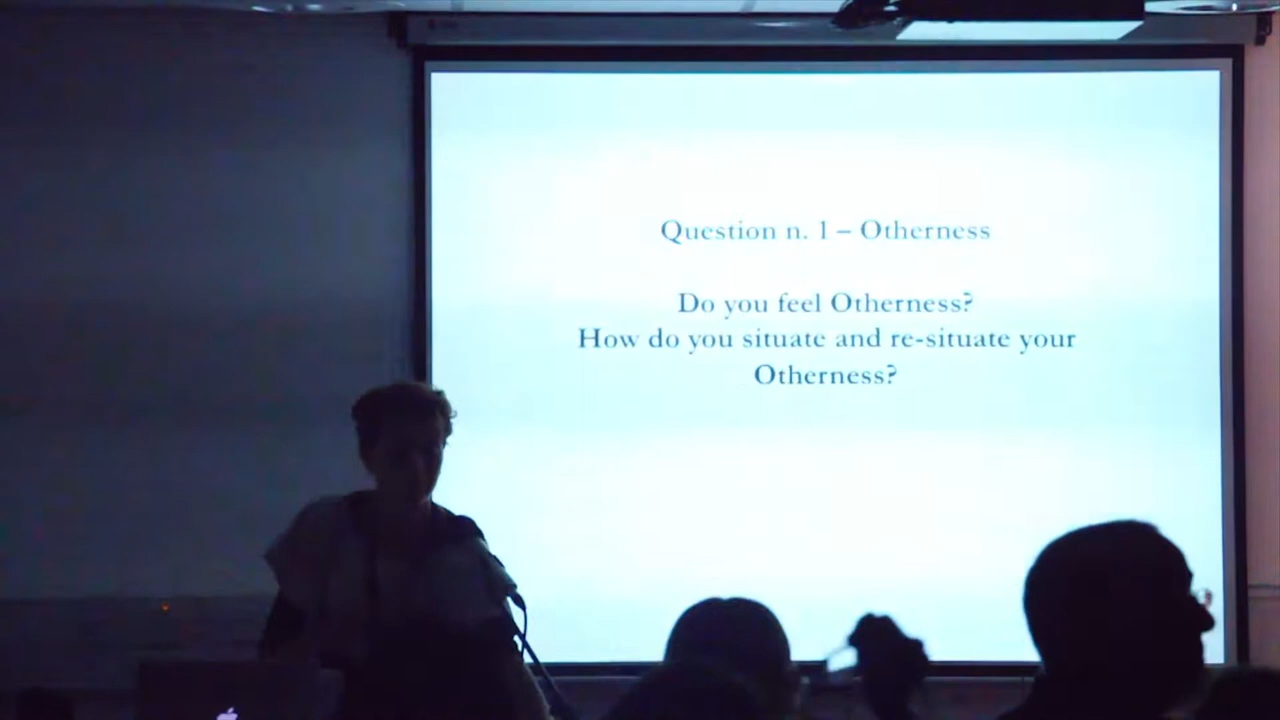 Question n. 1 – Otherness
Do you feel Otherness?
How do you situate and re-situate your
Otherness?